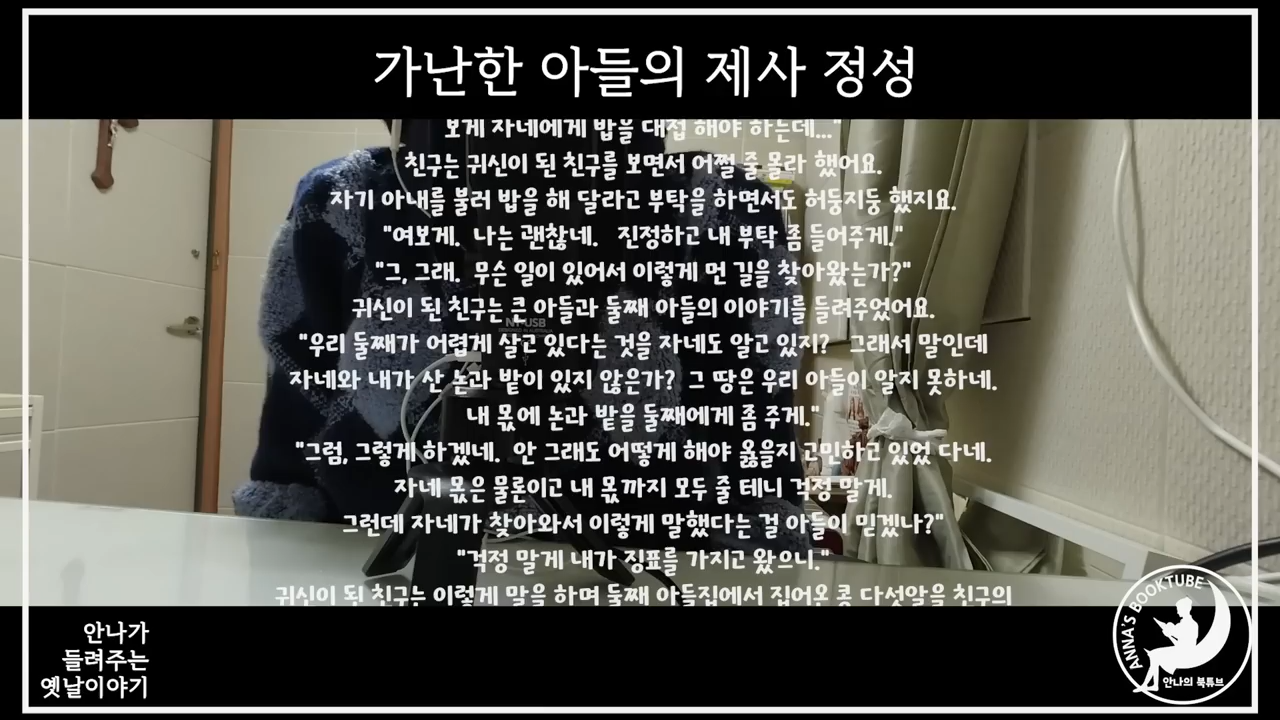 가난한 아들의 제사 정성
보게 자네에게 밥을 대접 해야 하는데..."
친구는 귀신이 된 친구를 보면서 어쩔 줄 몰라 했어요.
자기 아내를 불러 밥을 해 달라고 부탁을 하면서도 허둥지둥 했지요.
"여보게. 나는 괜찮네. 진정하고 내 부탁 좀 들어주게."
"그, 그래. 무슨 일이 있어서 이렇게 먼 길을 찾아왔는가?"
귀신이 된 친구는 큰 아들과 둘째 아들의 이야기를 들려주었어요.
NT-USB
"우리 둘째가 어렵게 살고 있다는 것을 자네도 알고 있지? 그래서 말인데
자네와 내가 산 논과 밭이 있지 않은가? 그 땅은 우리 아들이 알지 못하네.
내 몫에 논과 밭을 둘째에게 좀 주게."
"그럼, 그렇게 하겠네. 안 그래도 어떻게 해야 옳을지 고민하고 있었 다네.
자네 몫은 물론이고 내 몫까지 모두 줄 테니 걱정 말게.
그런데 자네가 찾아와서 이렇게 말했다는 걸 아들이 믿겠나?"
"걱정 말게 내가 징표를 가지고 왔으니."
귀신이 된 친구는 이렇게 말을 하며 둘째 아들집에서 집어온 콩 다섯알을 친구의
안나가
들려주는
옛날이야기
ANNA'S BOOKTUBE
안나의 북튜브